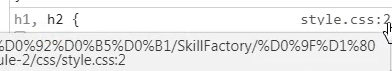 h1, h2 { style.css:2
%D0%92%D0%B5%D0%B1/SkillFactory/%D0%9F%D1%80
ule-2/css/style.css:2